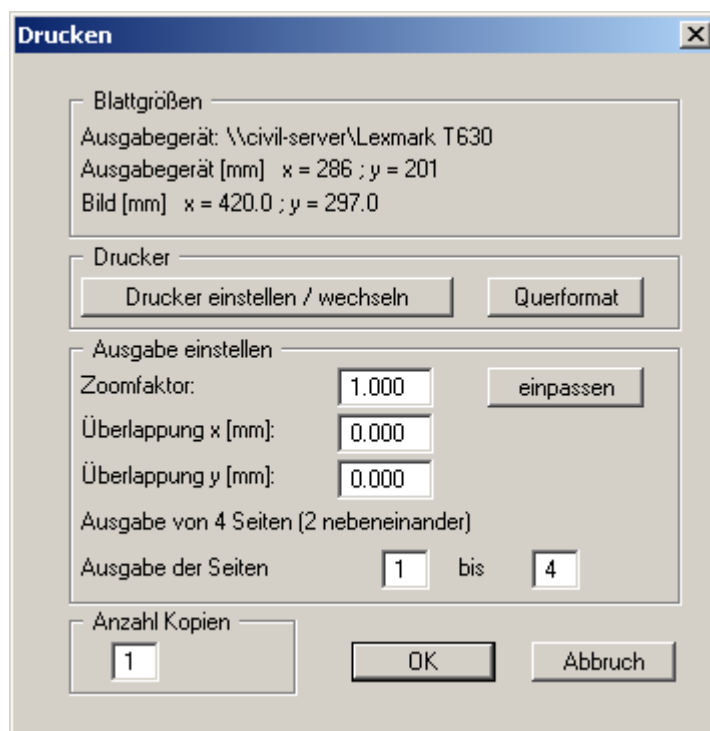 Drucken
Blattgrößen
Ausgabegerät: \\civil-server\Lexmark T630
Ausgabegerät [mm] x = 286 ; y = 201
Bild [mm] x = 420.0 ; y = 297.0
Drucker
Drucker einstellen / wechseln Querformat
Ausgabe einstellen
Zoomfaktor: 1.000 einpassen
Überlappung x [mm]: 0.000
Überlappung y [mm]: 0.000
Ausgabe von 4 Seiten (2 nebeneinander)
Ausgabe der Seiten 1 bis 4
Anzahl Kopien
1 OK Abbruch